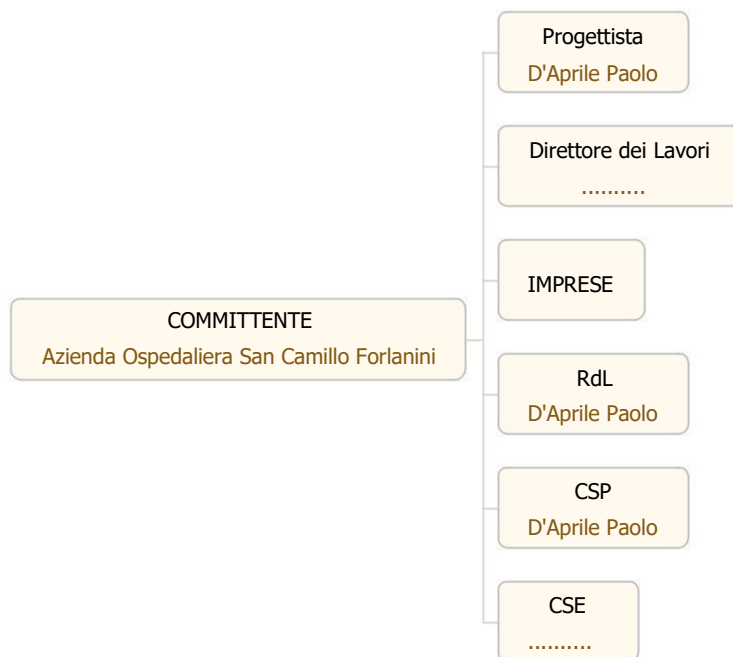 Progettista
D'Aprile Paolo
Direttore dei Lavori
..........
IMPRESE
COMMITTENTE
Azienda Ospedaliera San Camillo Forlanini
RdL
D'Aprile Paolo
CSP
D'Aprile Paolo
CSE
..........